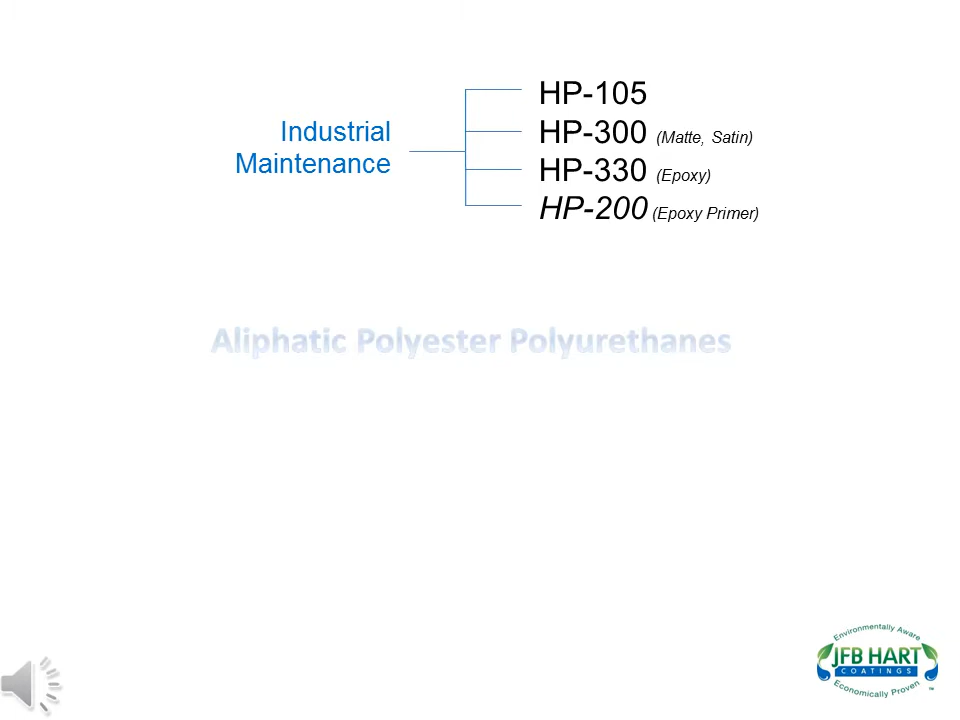 Industrial
Maintenance
HP-105
HP-300 (Matte, Satin)
HP-330 (Epoxy)
HP-200 (Epoxy Primer)
Aliphatic Polyester Polyurethanes
Environmentally Aware
JFB HART
COATINGS
Economically Proven
™